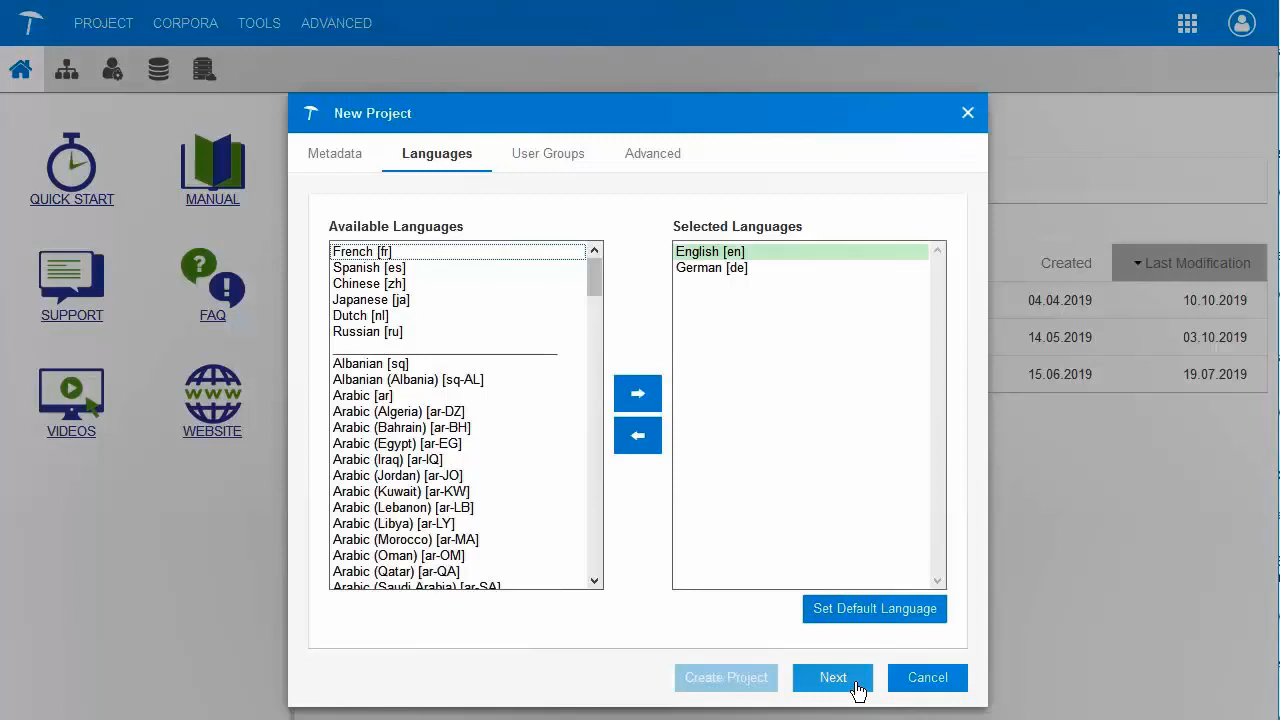 PROJECT CORPORA TOOLS ADVANCED
New Project
Metadata Languages User Groups Advanced
QUICK START
MANUAL
SUPPORT
FAQ
VIDEOS
WWW
WEBSITE
Available Languages
French [fr]
Spanish [es]
Chinese [zh]
Japanese [ja]
Dutch [nl]
Russian [ru]
Albanian [sq]
Albanian (Albania) [sq-AL]
Arabic [ar]
Arabic (Algeria) [ar-DZ]
Arabic (Bahrain) [ar-BH]
Arabic (Egypt) [ar-EG]
Arabic (Iraq) [ar-IQ]
Arabic (Jordan) [ar-JO]
Arabic (Kuwait) [ar-KW]
Arabic (Lebanon) [ar-LB]
Arabic (Libya) [ar-LY]
Arabic (Morocco) [ar-MA]
Arabic (Oman) [ar-OM]
Arabic (Qatar) [ar-QA]
Arabic (Saudi Arabia) [ar-SA]
Selected Languages
English [en]
German [de]
Set Default Language
Create Project Next Cancel
Created Last Modification
04.04.2019 10.10.2019
14.05.2019 03.10.2019
15.06.2019 19.07.2019